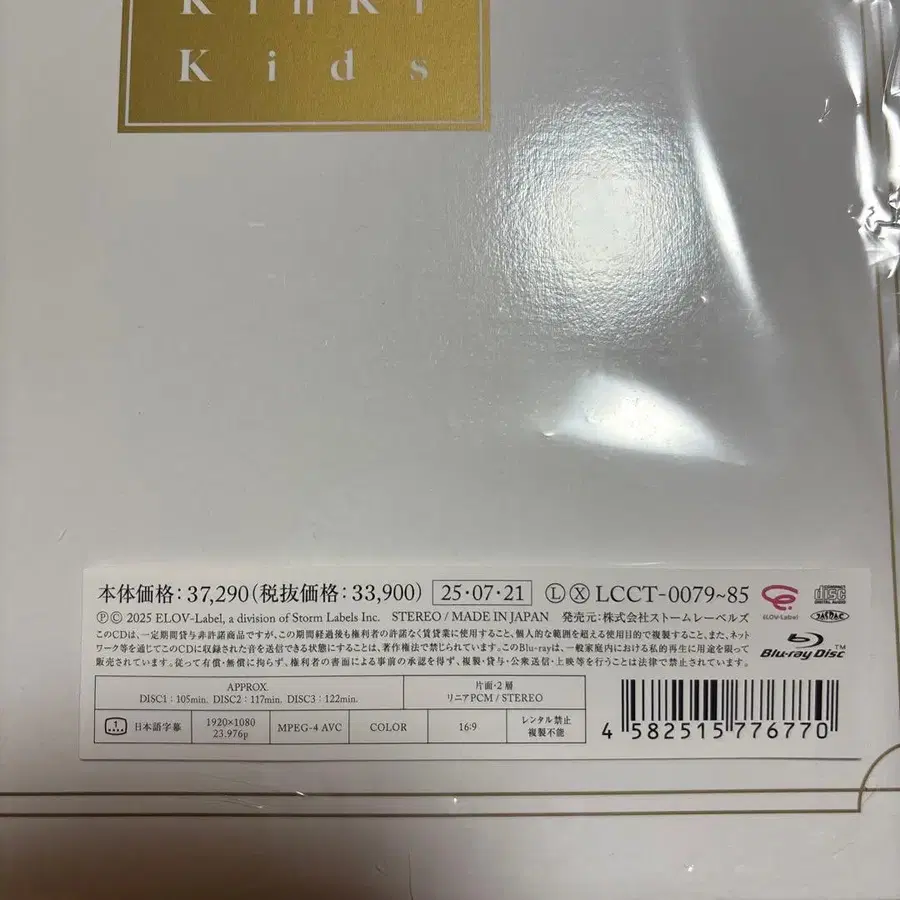 KinKi
Kids
本体価格:37,290(税抜価格:33,900) 25·07·21 Ⓛ Ⓧ LCCT-0079~85
ⓅⒸ 2025 ELOV-Label, a division of Storm Labels Inc. STEREO / MADE IN JAPAN 発売元:株式会社ストームレーベルズ
このCDは、一定期間貸与非許諾商品ですが、この期間経過後も権利者の許諾なく賃貸業に使用すること、個人的な範囲を超える使用目的で複製すること、また、ネット
ワーク等を通じてこのCDに収録された音を送信できる状態にすることは、著作権法で禁じられています。このBlu-rayは、一般家庭内における私的再生に用途を限って
販売されています。従って有償・無償に拘らず、権利者の書面による事前の承認を得ず、複製・貸与・公衆送信・上映等を行うことは法律で禁止されています。
ELOV-Label
COMPACT disc DIGITAL AUDIO
JASRAC
Blu-ray Disc™
APPROX.
DISC1 : 105min. DISC2 : 117min. DISC3 : 122min.
片面・2層
リニアPCM / STEREO
1 日本語字幕
1920×1080
23.976p
MPEG-4 AVC
COLOR
16:9
レンタル禁止
複製不能
4 582515 776770